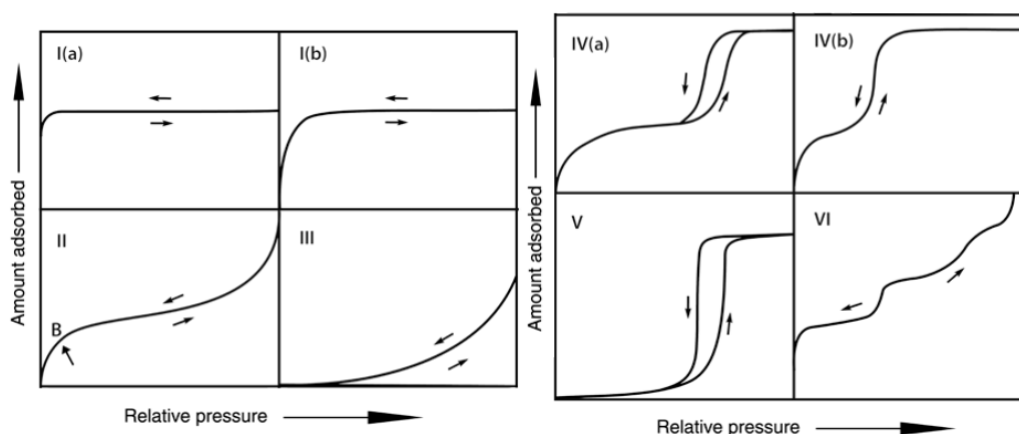 I(a)
I(b)
II
III
B
Amount adsorbed
Relative pressure
IV(a)
IV(b)
V
VI
Amount adsorbed
Relative pressure